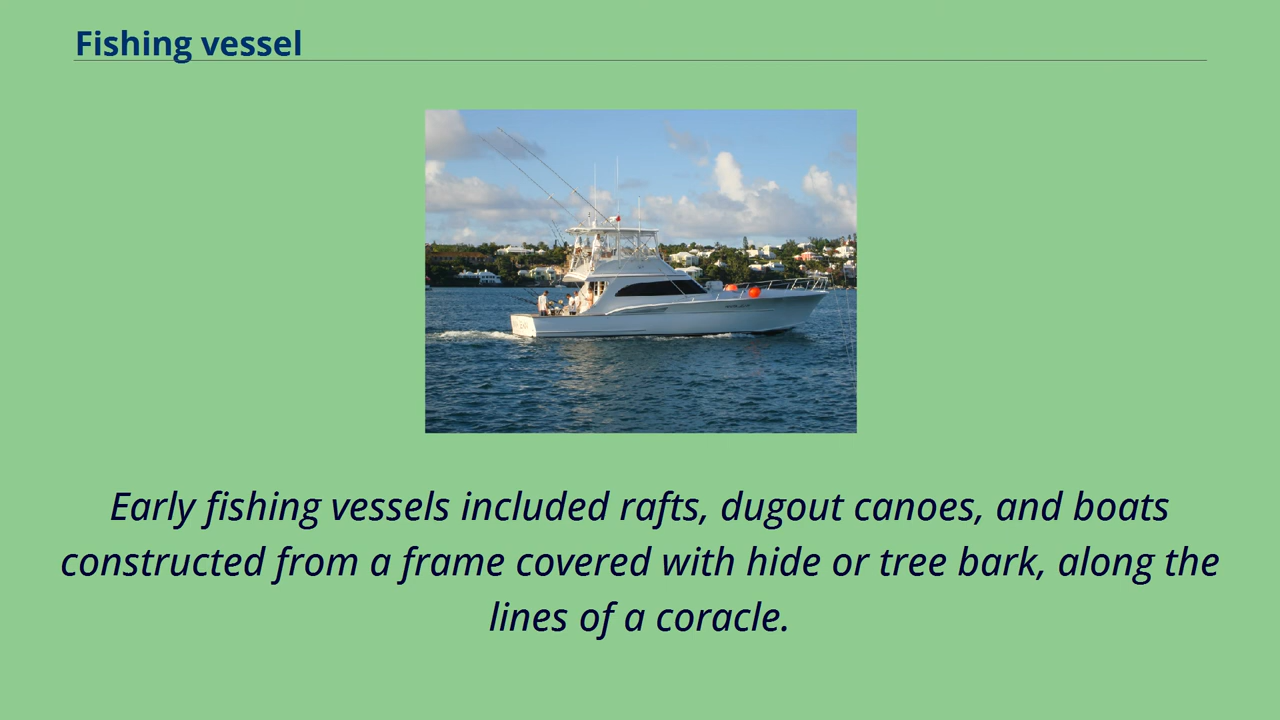 Fishing vessel
Early fishing vessels included rafts, dugout canoes, and boats
constructed from a frame covered with hide or tree bark, along the
lines of a coracle.